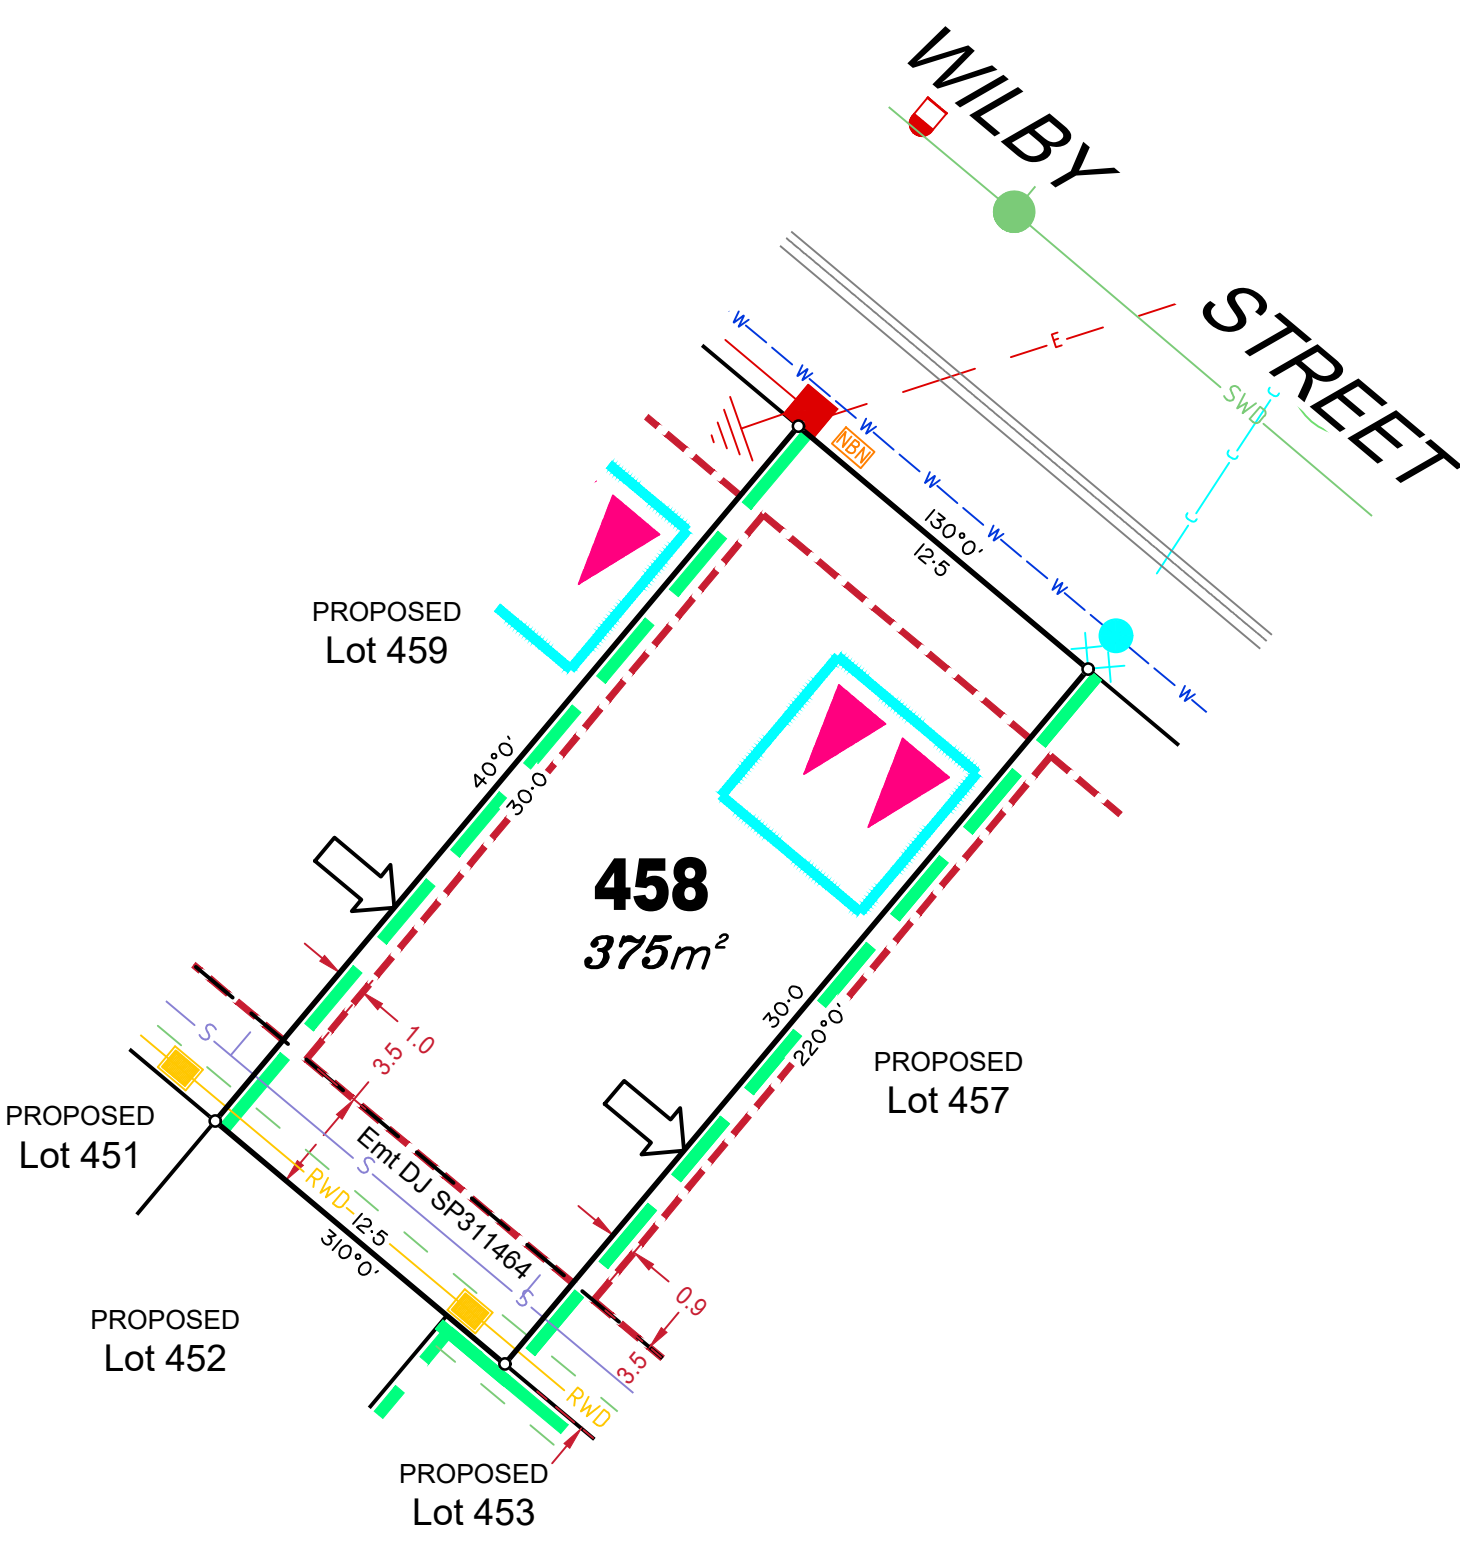 WILBY
STREET
W
E
W
SWD
C
W
NBN
C
W
130°0'
12·5
W
C
W
PROPOSED
Lot 459
W
40°0'
30·0
458
375m²
30·0
220°0'
S
1.0
3.5
PROPOSED
Lot 457
PROPOSED
Lot 451
Emt DJ SP311464
S
RWD
12·5
310°0'
S
0.9
3.5
PROPOSED
Lot 452
RWD
PROPOSED
Lot 453